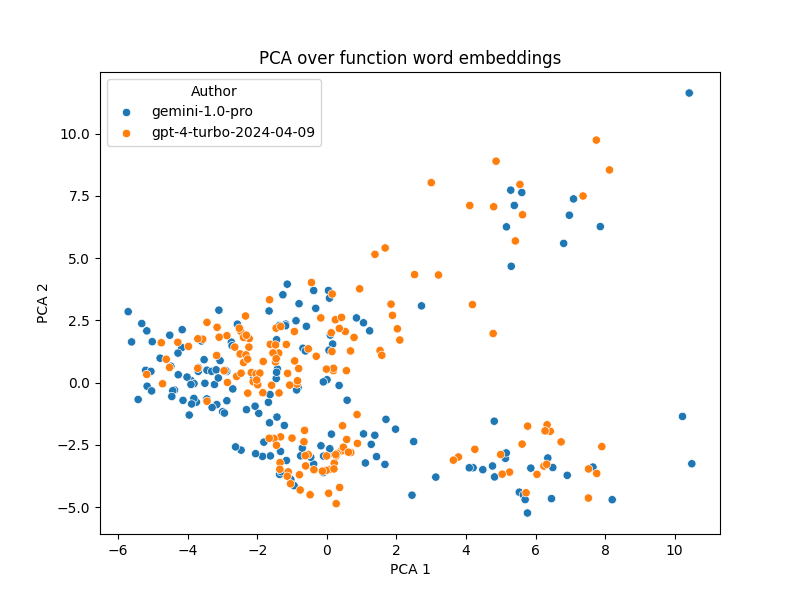 PCA over function word embeddings
Author
gemini-1.0-pro
gpt-4-turbo-2024-04-09
10.0
7.5
5.0
2.5
0.0
−2.5
−5.0
PCA 2
−6
−4
−2
0
2
4
6
8
10
PCA 1